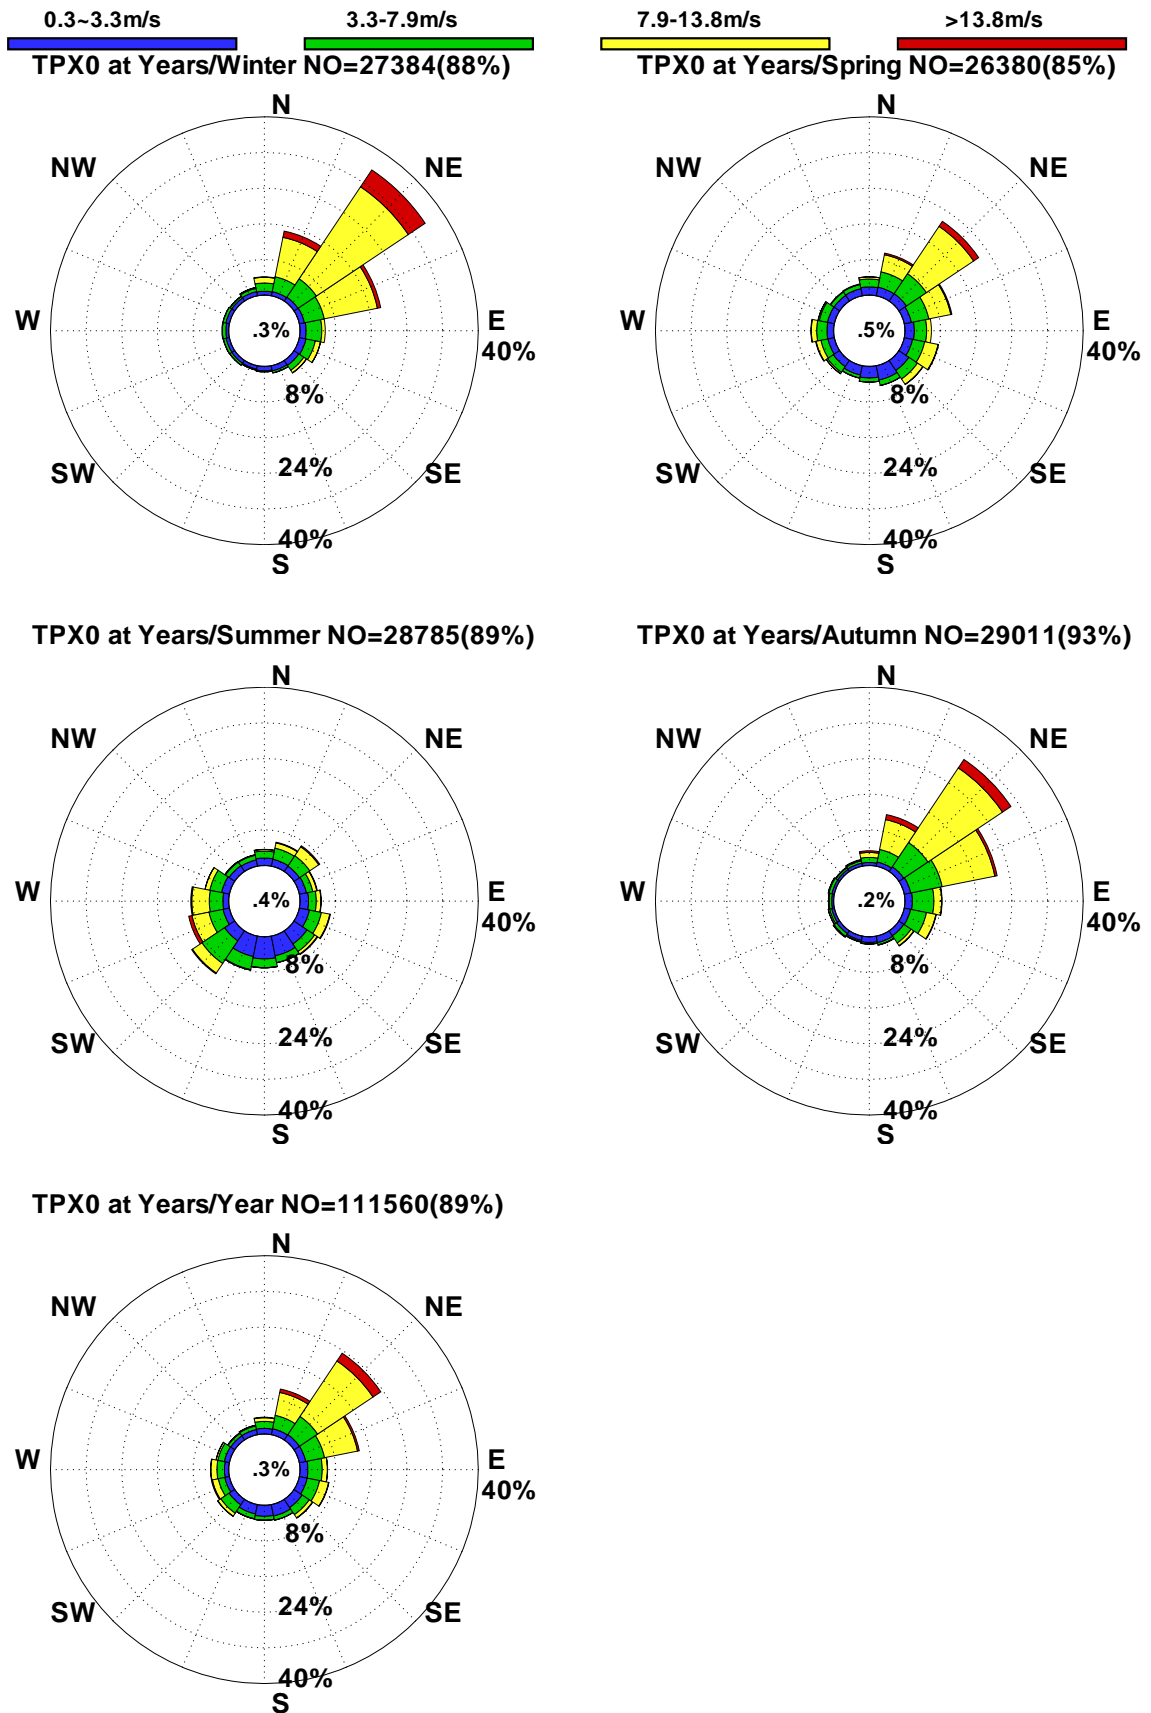 0.3~3.3m/s 3.3-7.9m/s 7.9-13.8m/s >13.8m/s
TPX0 at Years/Winter NO=27384(88%)
N
NW NE
W .3% E
40%
8%
SW 24% SE
40%
S
TPX0 at Years/Spring NO=26380(85%)
N
NW NE
W .5% E
40%
8%
SW 24% SE
40%
S
TPX0 at Years/Summer NO=28785(89%)
N
NW NE
W .4% E
40%
8%
SW 24% SE
40%
S
TPX0 at Years/Autumn NO=29011(93%)
N
NW NE
W .2% E
40%
8%
SW 24% SE
40%
S
TPX0 at Years/Year NO=111560(89%)
N
NW NE
W .3% E
40%
8%
SW 24% SE
40%
S